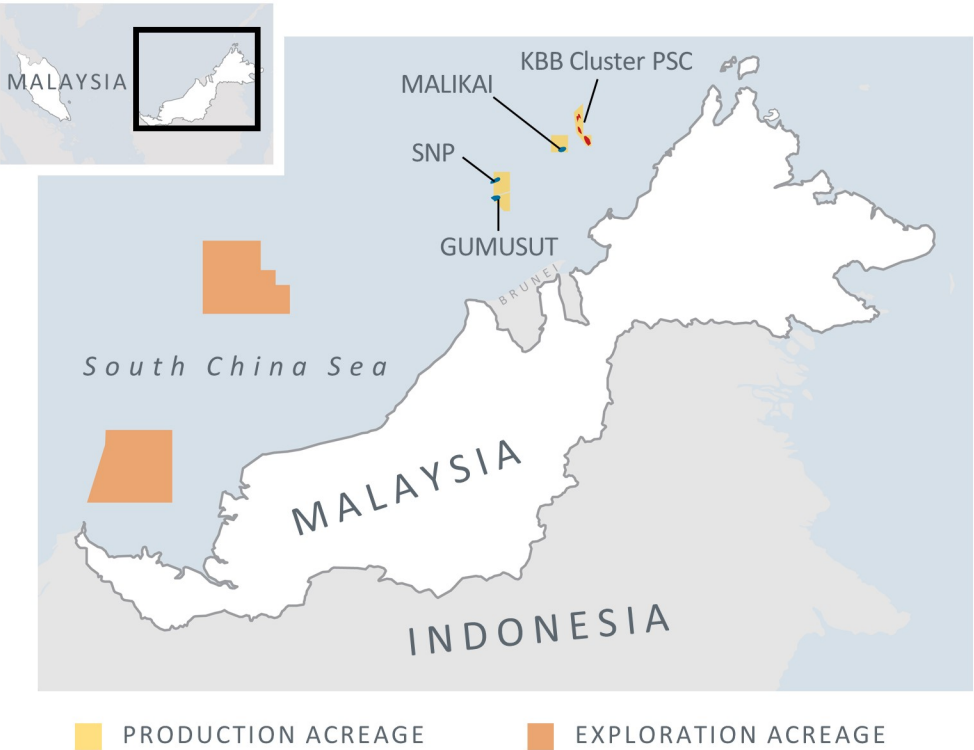 MALAYSIA
KBB Cluster PSC
MALIKAI
SNP
GUMUSUT
BRUNEI
South China Sea
MALAYSIA
INDONESIA
PRODUCTION ACREAGE
EXPLORATION ACREAGE